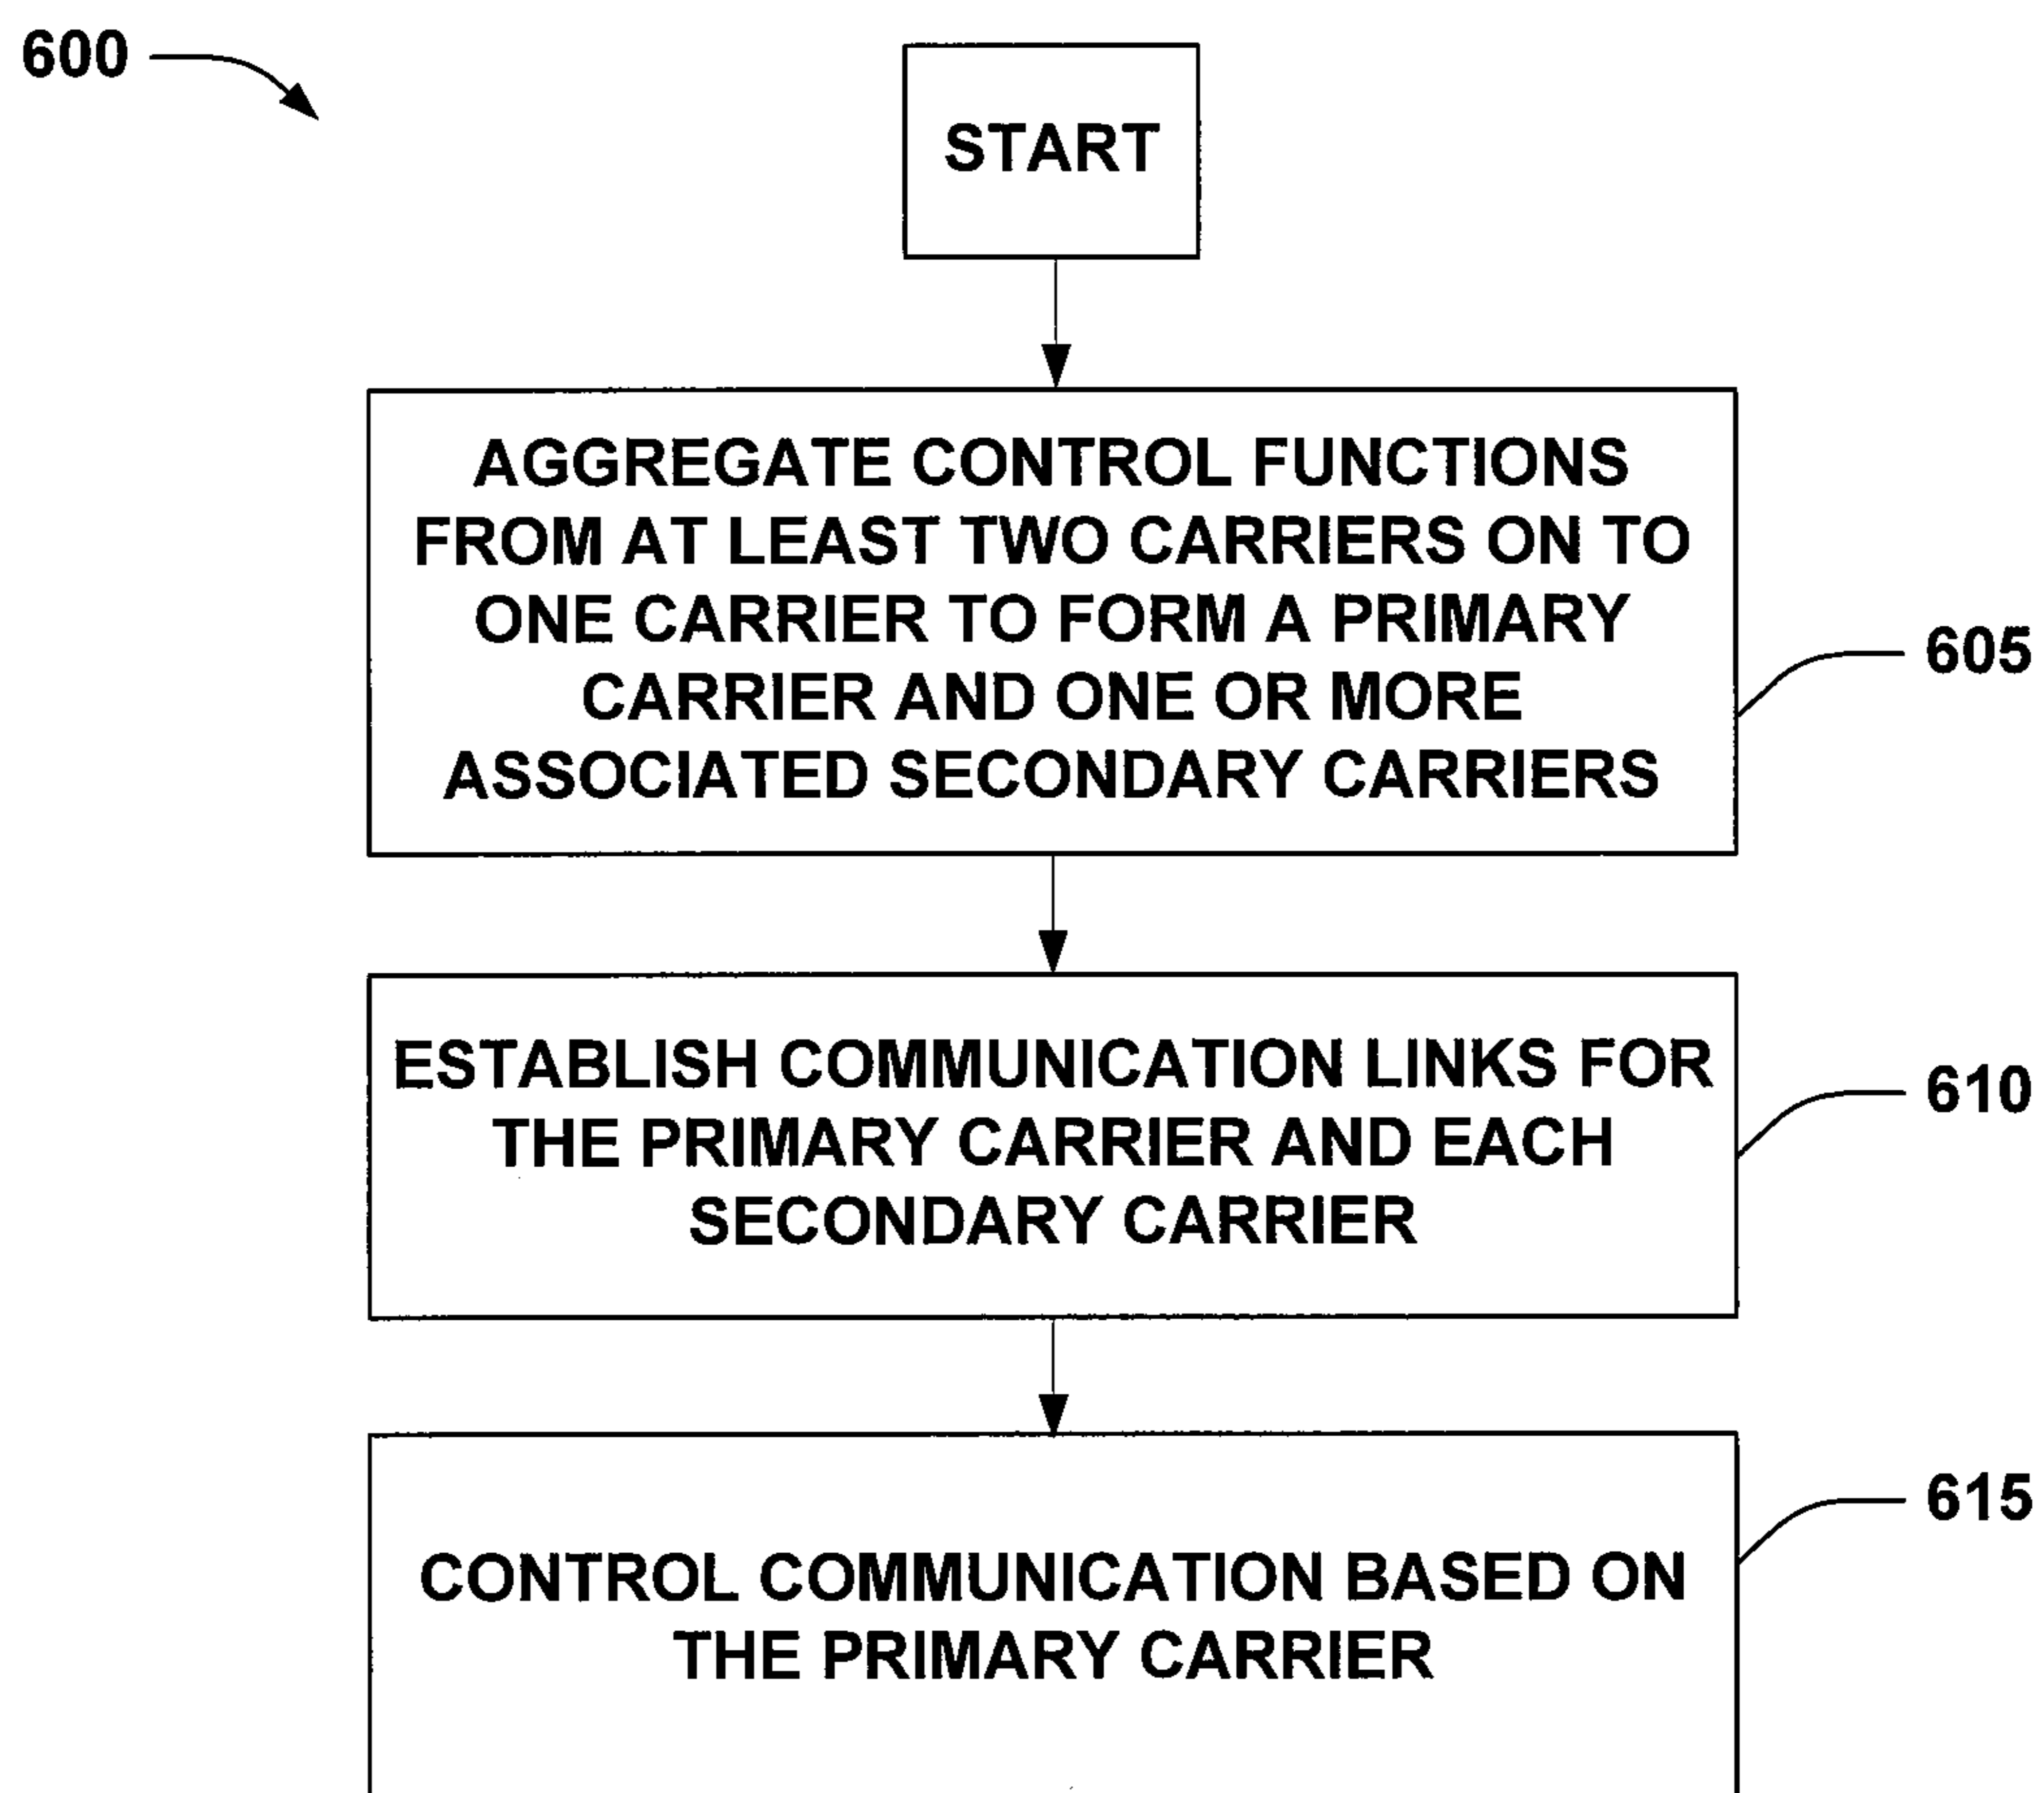 600
START
AGGREGATE CONTROL FUNCTIONS
FROM AT LEAST TWO CARRIERS ON TO
ONE CARRIER TO FORM A PRIMARY
CARRIER AND ONE OR MORE
ASSOCIATED SECONDARY CARRIERS
605
ESTABLISH COMMUNICATION LINKS FOR
THE PRIMARY CARRIER AND EACH
SECONDARY CARRIER
610
CONTROL COMMUNICATION BASED ON
THE PRIMARY CARRIER
615